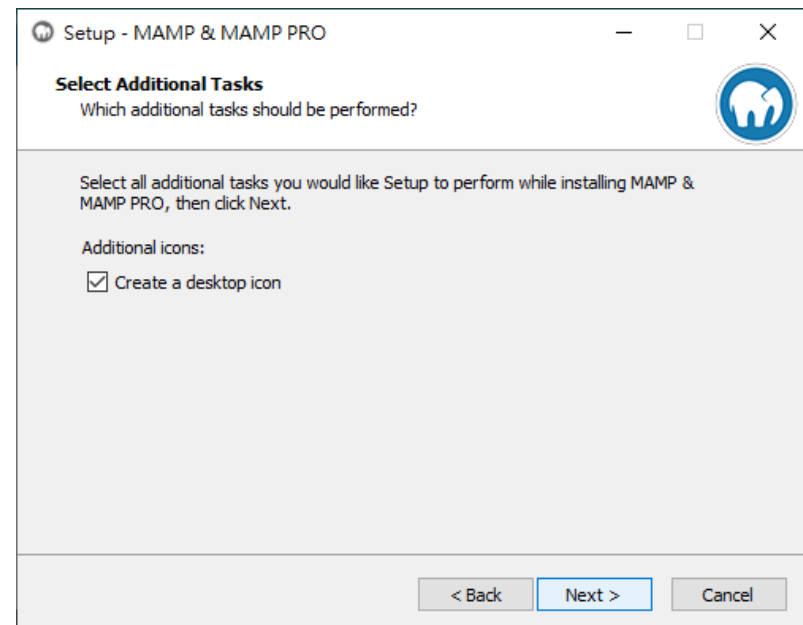 Setup - MAMP & MAMP PRO
Select Additional Tasks
Which additional tasks should be performed?
Select all additional tasks you would like Setup to perform while installing MAMP &
MAMP PRO, then click Next.
Additional icons:
Create a desktop icon
< Back
Next >
Cancel